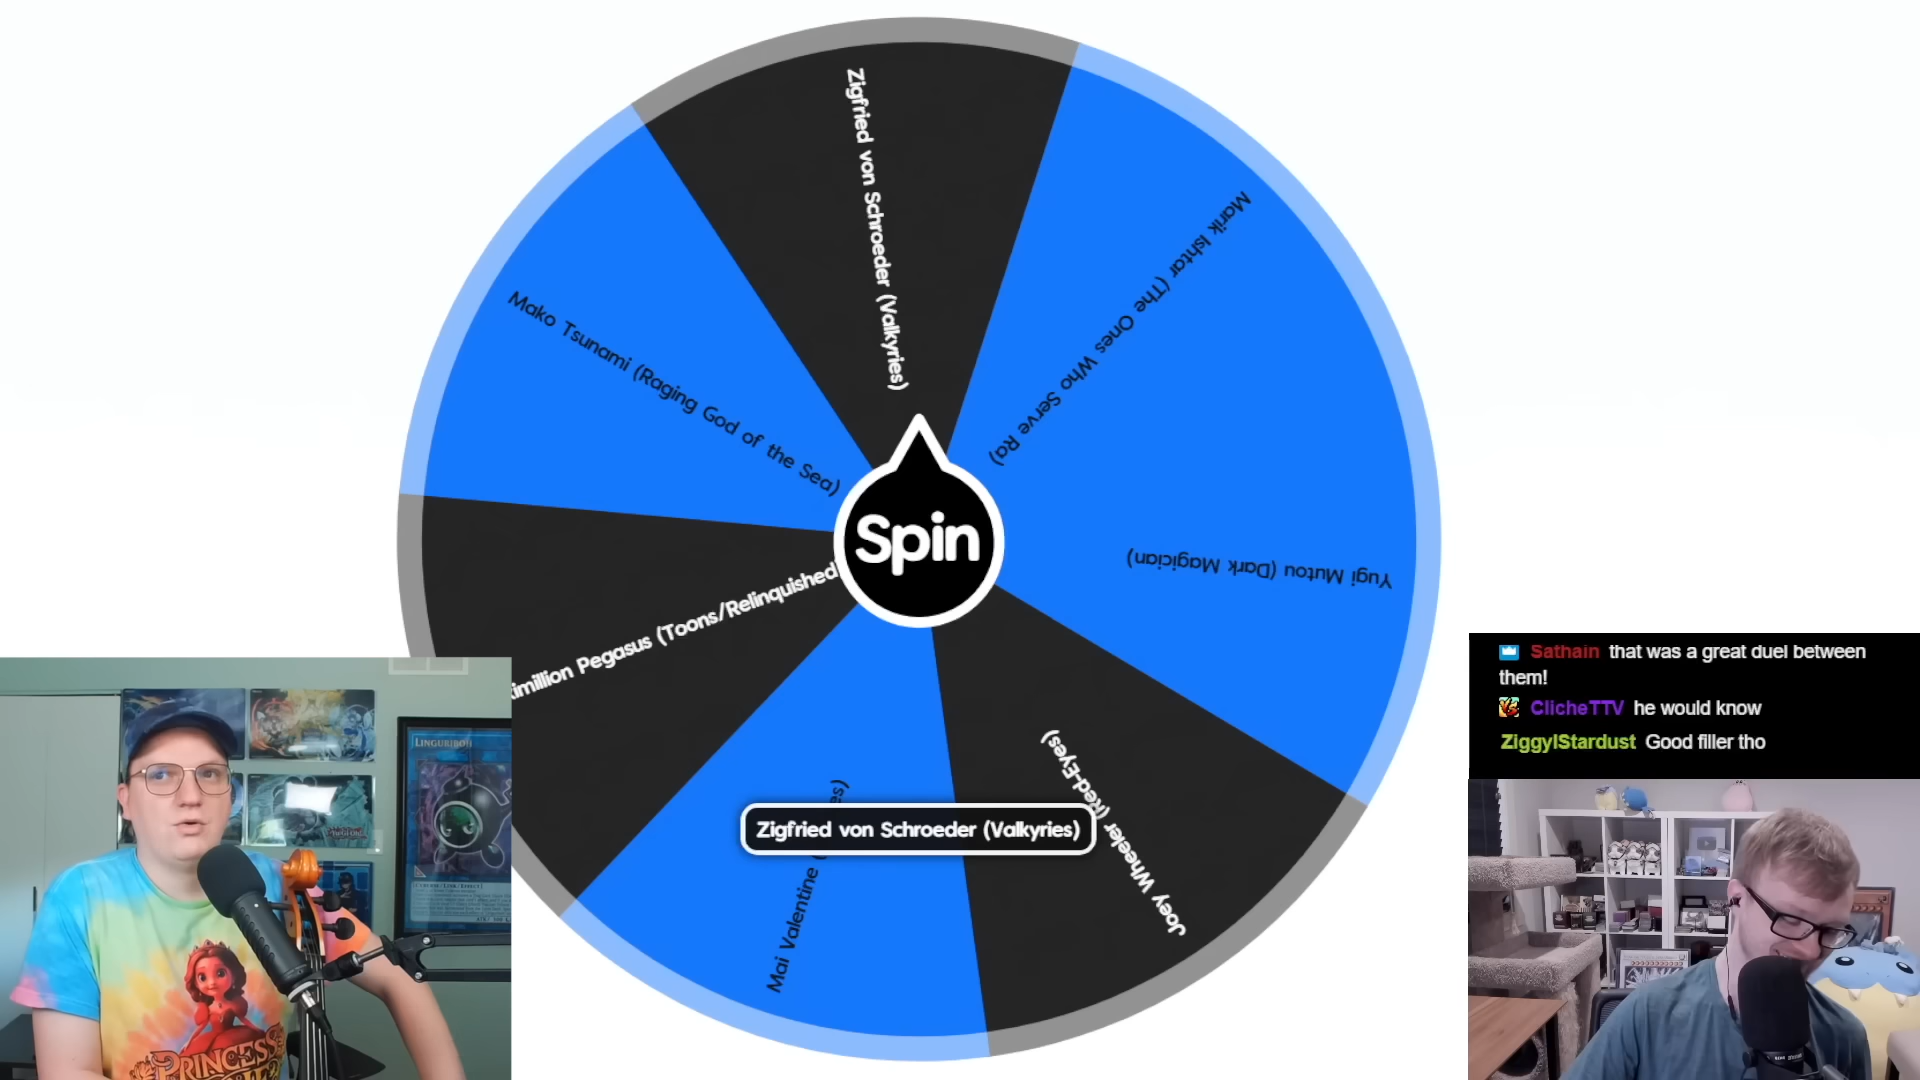 Zigfried von Schroeder (Valkyries)
Marik Ishtar (The Ones Who Serve Ra)
Mako Tsunami (Raging God of the Sea)
Spin
Yugi Mutou (Dark Magician)
Pegasus (Toons/Relinquished
Joey Wheeler (Red-Eyes)
Mai Valentine
Zigfried von Schroeder (Valkyries)
Sathain that was a great duel between
them!
ClicheTTV he would know
ZiggyIStardust Good filler tho
LINGURIBOH
PRINCESS